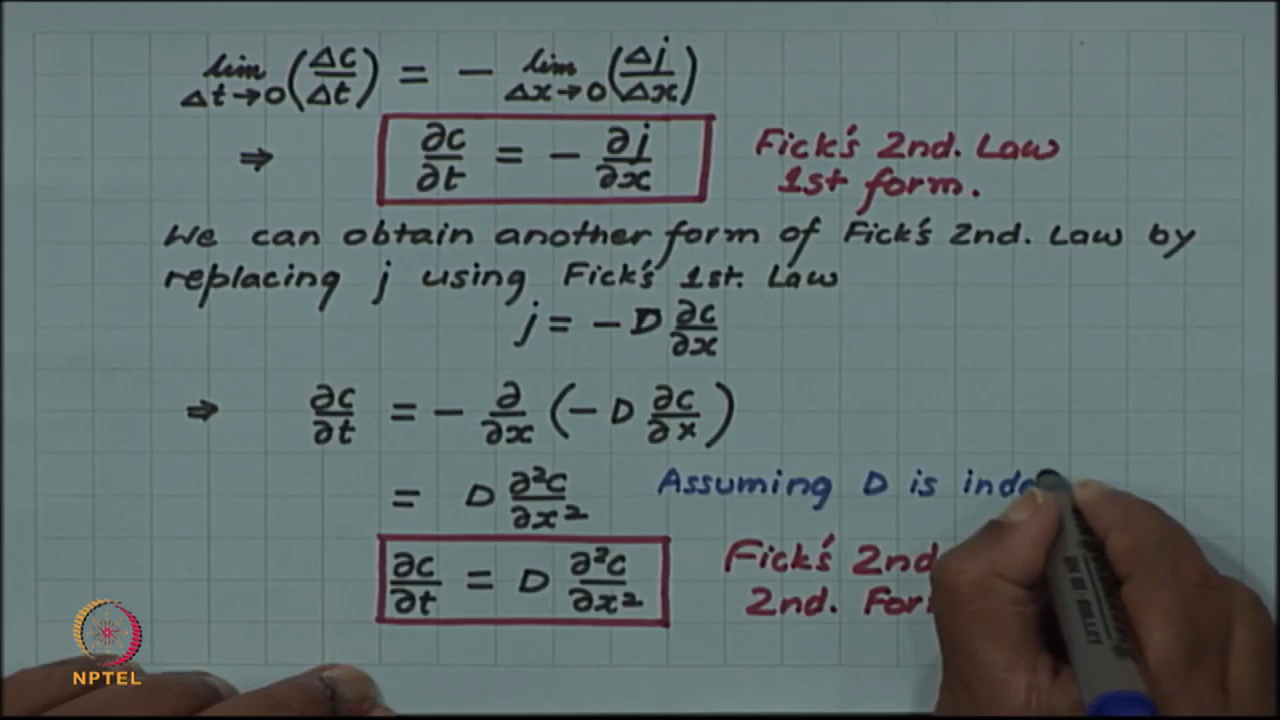 lim Δt→0 (Δc/Δt) = - lim Δx→0 (Δj/Δx)
⇒ ∂c/∂t = - ∂j/∂x Fick's 2nd. Law
1st form.
We can obtain another form of Fick's 2nd. Law by
replacing j using Fick's 1st. Law
j = - D ∂c/∂x
⇒ ∂c/∂t = - ∂/∂x (- D ∂c/∂x)
= D ∂²c/∂x² Assuming D is inde
∂c/∂t = D ∂²c/∂x² Fick's 2nd.
2nd. For
NPTEL